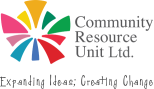 Community
Resource
Unit Ltd.
Expanding Ideas; Creating Change